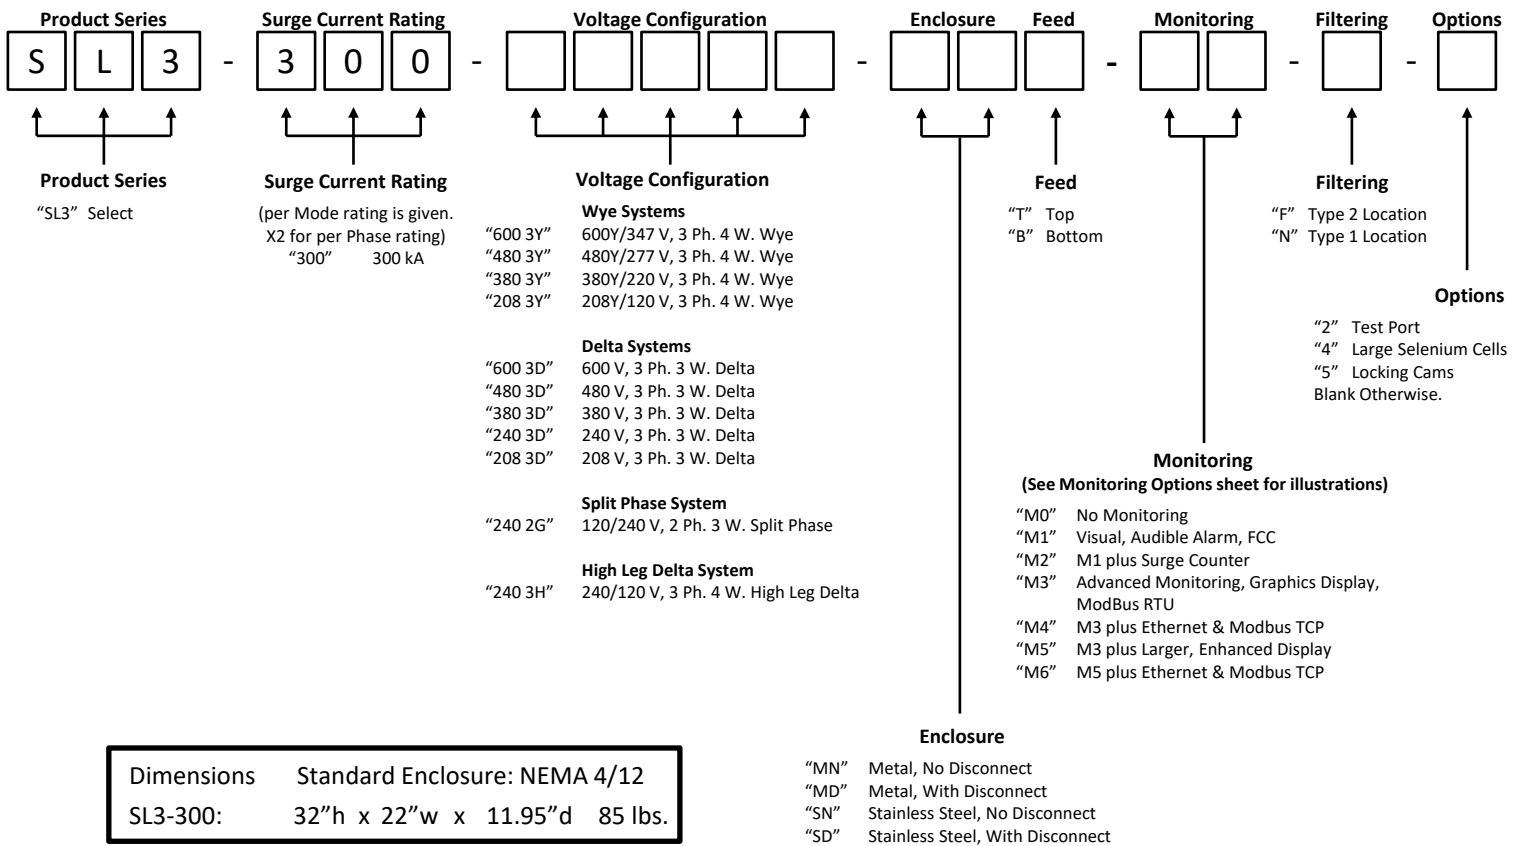 Product Series Surge Current Rating Voltage Configuration Enclosure Feed Monitoring Filtering Options
S L 3 - 3 0 0 - - - - -
Product Series
“SL3” Select
Surge Current Rating
(per Mode rating is given.
X2 for per Phase rating)
“300” 300 kA
Voltage Configuration
Wye Systems
“600 3Y” 600Y/347 V, 3 Ph. 4 W. Wye
“480 3Y” 480Y/277 V, 3 Ph. 4 W. Wye
“380 3Y” 380Y/220 V, 3 Ph. 4 W. Wye
“208 3Y” 208Y/120 V, 3 Ph. 4 W. Wye
Delta Systems
“600 3D” 600 V, 3 Ph. 3 W. Delta
“480 3D” 480 V, 3 Ph. 3 W. Delta
“380 3D” 380 V, 3 Ph. 3 W. Delta
“240 3D” 240 V, 3 Ph. 3 W. Delta
“208 3D” 208 V, 3 Ph. 3 W. Delta
Split Phase System
“240 2G” 120/240 V, 2 Ph. 3 W. Split Phase
High Leg Delta System
“240 3H” 240/120 V, 3 Ph. 4 W. High Leg Delta
Feed
“T” Top
“B” Bottom
Filtering
“F” Type 2 Location
“N” Type 1 Location
Options
“2” Test Port
“4” Large Selenium Cells
“5” Locking Cams
Blank Otherwise.
Monitoring
(See Monitoring Options sheet for illustrations)
“M0” No Monitoring
“M1” Visual, Audible Alarm, FCC
“M2” M1 plus Surge Counter
“M3” Advanced Monitoring, Graphics Display,
ModBus RTU
“M4” M3 plus Ethernet & Modbus TCP
“M5” M3 plus Larger, Enhanced Display
“M6” M5 plus Ethernet & Modbus TCP
Enclosure
“MN” Metal, No Disconnect
“MD” Metal, With Disconnect
“SN” Stainless Steel, No Disconnect
“SD” Stainless Steel, With Disconnect
Dimensions Standard Enclosure: NEMA 4/12
SL3-300: 32”h x 22”w x 11.95”d 85 lbs.